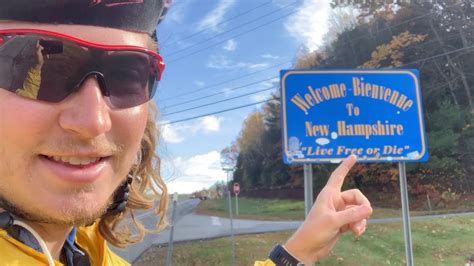 Welcome-Bienvenue
To
New Hampshire
"Live Free or Die"